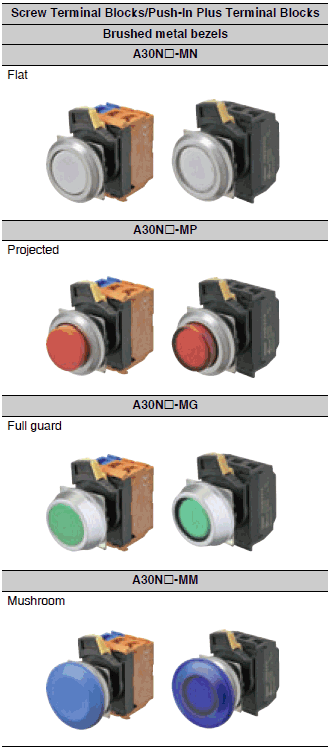 Screw Terminal Blocks/Push-In Plus Terminal Blocks
Brushed metal bezels
A30N□-MN
Flat
A30N□-MP
Projected
A30N□-MG
Full guard
A30N□-MM
Mushroom